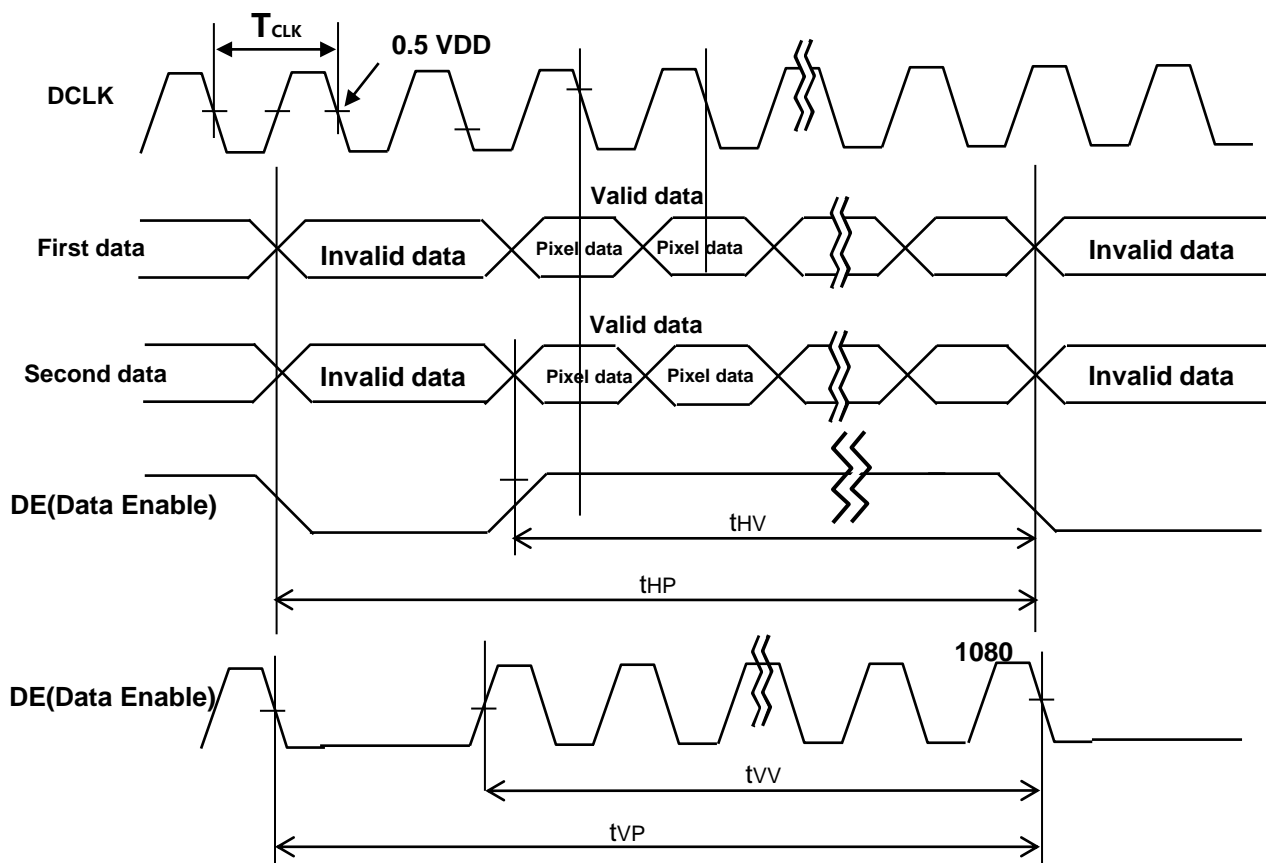 TCLK
0.5 VDD
DCLK
Valid data
First data
Invalid data
Pixel data
Pixel data
Invalid data
Valid data
Second data
Invalid data
Pixel data
Pixel data
Invalid data
DE(Data Enable)
tHV
tHP
1080
DE(Data Enable)
tVV
tVP